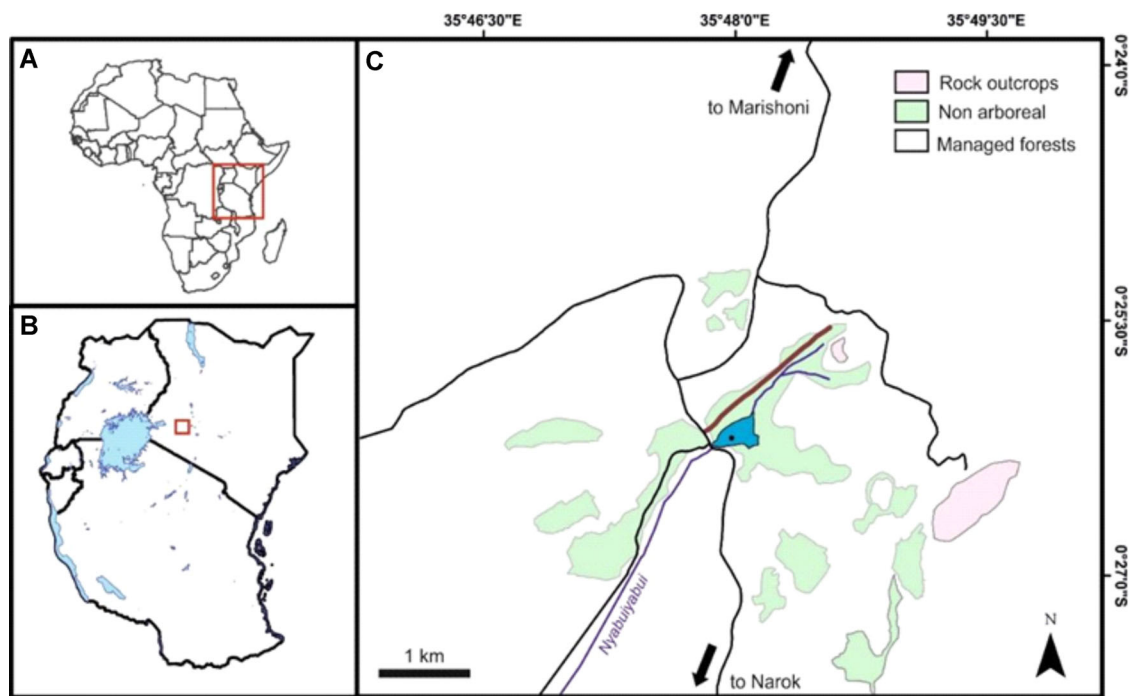 35°46'30"E
35°48'0"E
35°49'30"E
A
B
C
to Marishoni
Rock outcrops
Non arboreal
Managed forests
0°24'0"S
0°25'30"S
0°27'0"S
Nyabuiyabui
1 km
to Narok
N